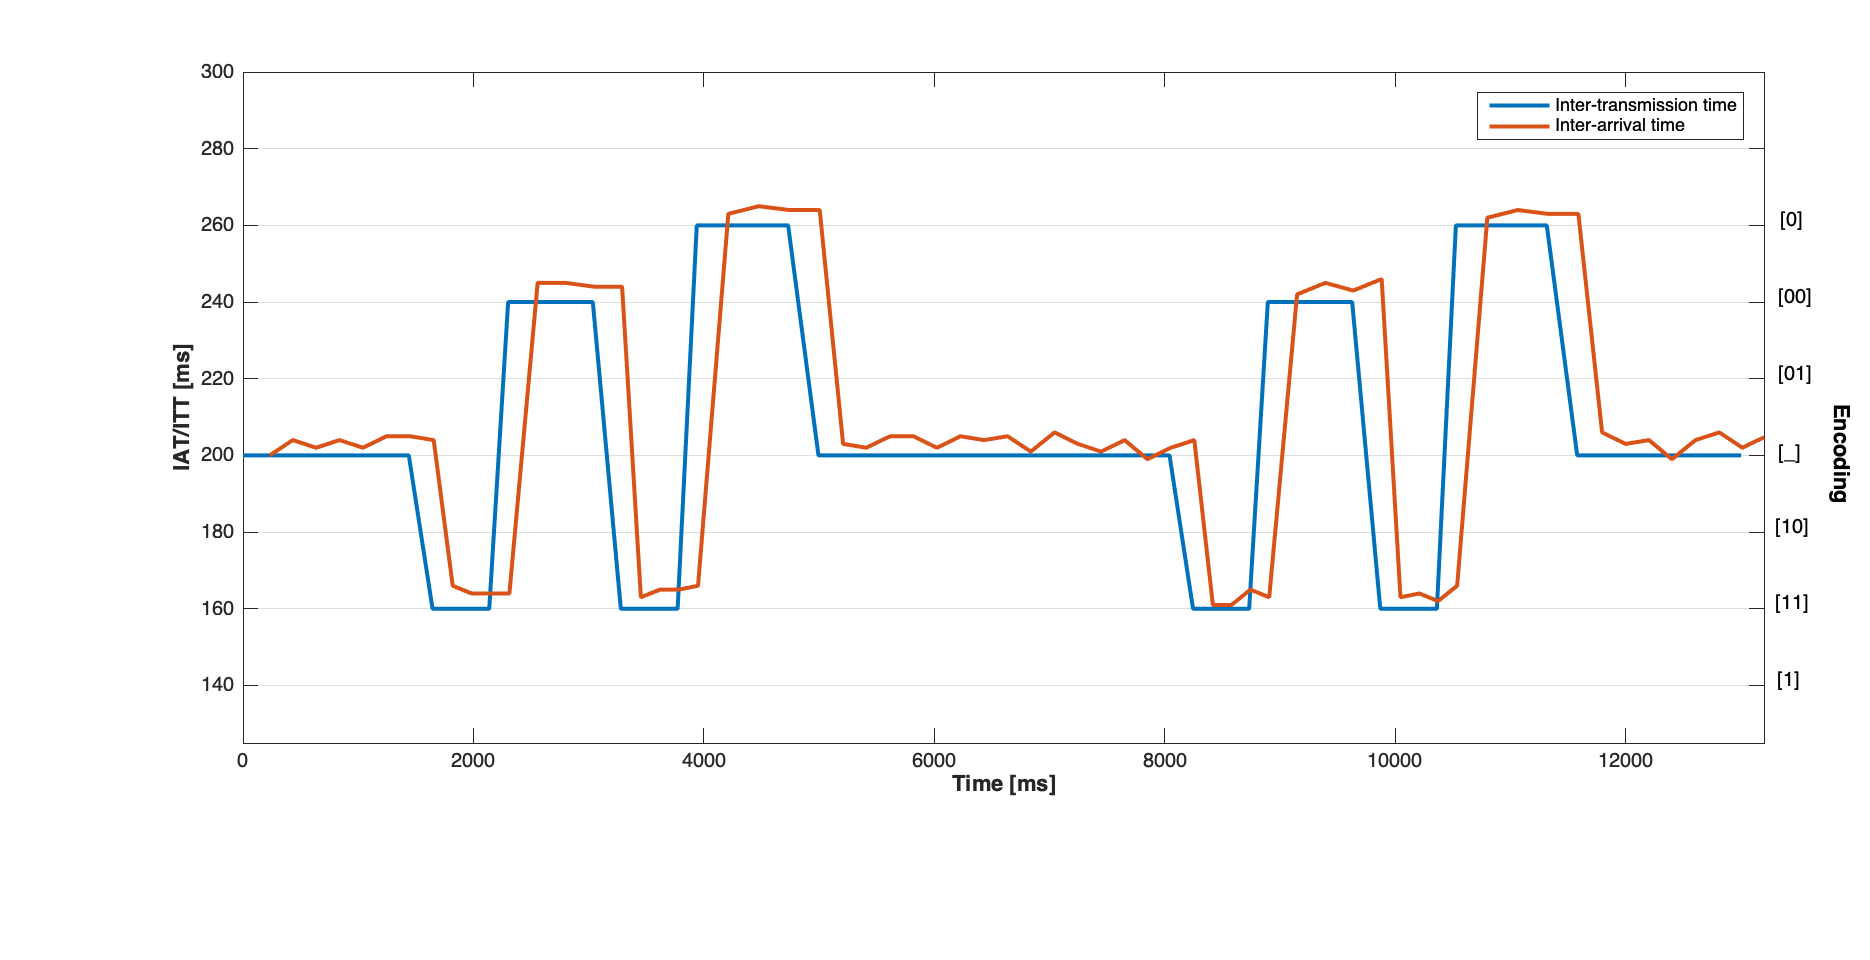 300
280
260
240
220
200
180
160
140
IAT/ITT [ms]
Inter-transmission time
Inter-arrival time
[0]
[00]
[01]
[_]
[10]
[11]
[1]
Encoding
0 2000 4000 6000 8000 10000 12000
Time [ms]